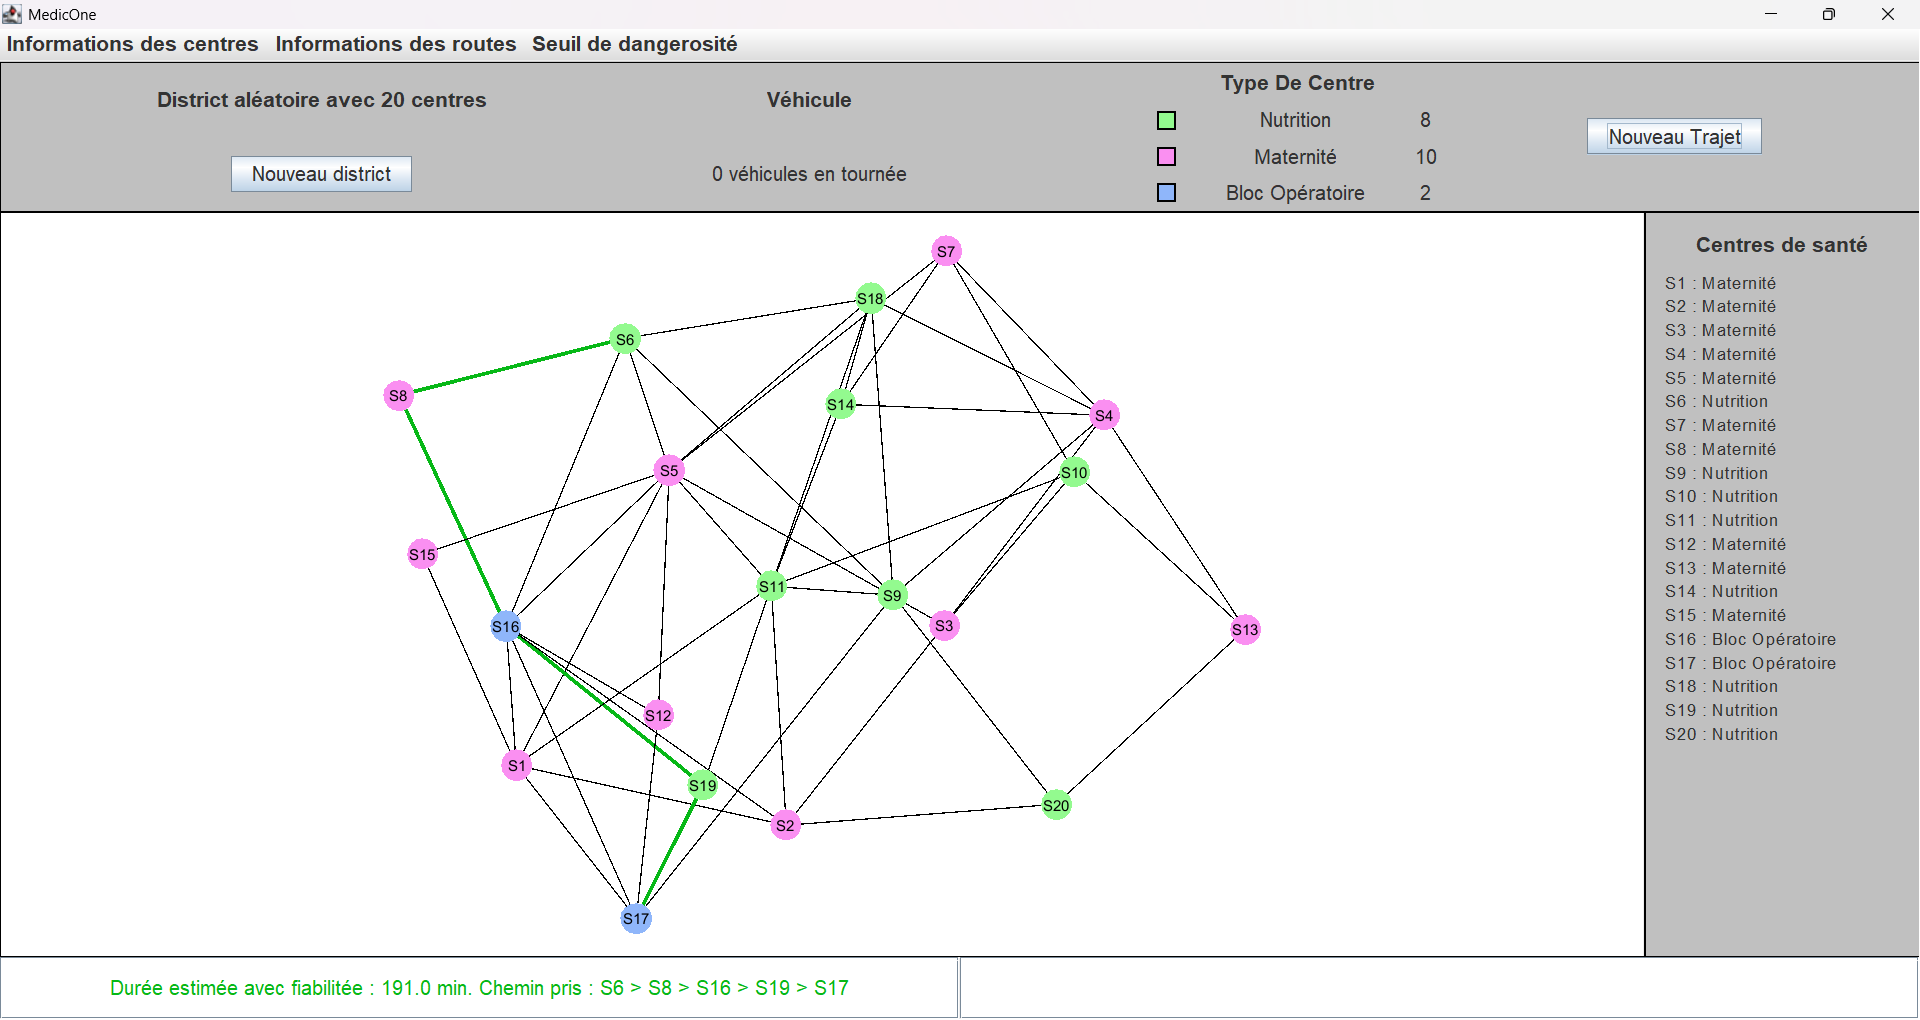 MedicOne
Informations des centres Informations des routes Seuil de dangerosité
District aléatoire avec 20 centres
Nouveau district
Véhicule
0 véhicules en tournée
Type De Centre
Nutrition 8
Maternité 10
Bloc Opératoire 2
Nouveau Trajet
S7
S18
S6
S8
S14
S4
S5
S10
S15
S11
S9
S16
S3
S13
S12
S1
S19
S20
S2
S17
Centres de santé
S1 : Maternité
S2 : Maternité
S3 : Maternité
S4 : Maternité
S5 : Maternité
S6 : Nutrition
S7 : Maternité
S8 : Maternité
S9 : Nutrition
S10 : Nutrition
S11 : Nutrition
S12 : Maternité
S13 : Maternité
S14 : Nutrition
S15 : Maternité
S16 : Bloc Opératoire
S17 : Bloc Opératoire
S18 : Nutrition
S19 : Nutrition
S20 : Nutrition
Durée estimée avec fiabilitée : 191.0 min. Chemin pris : S6 > S8 > S16 > S19 > S17